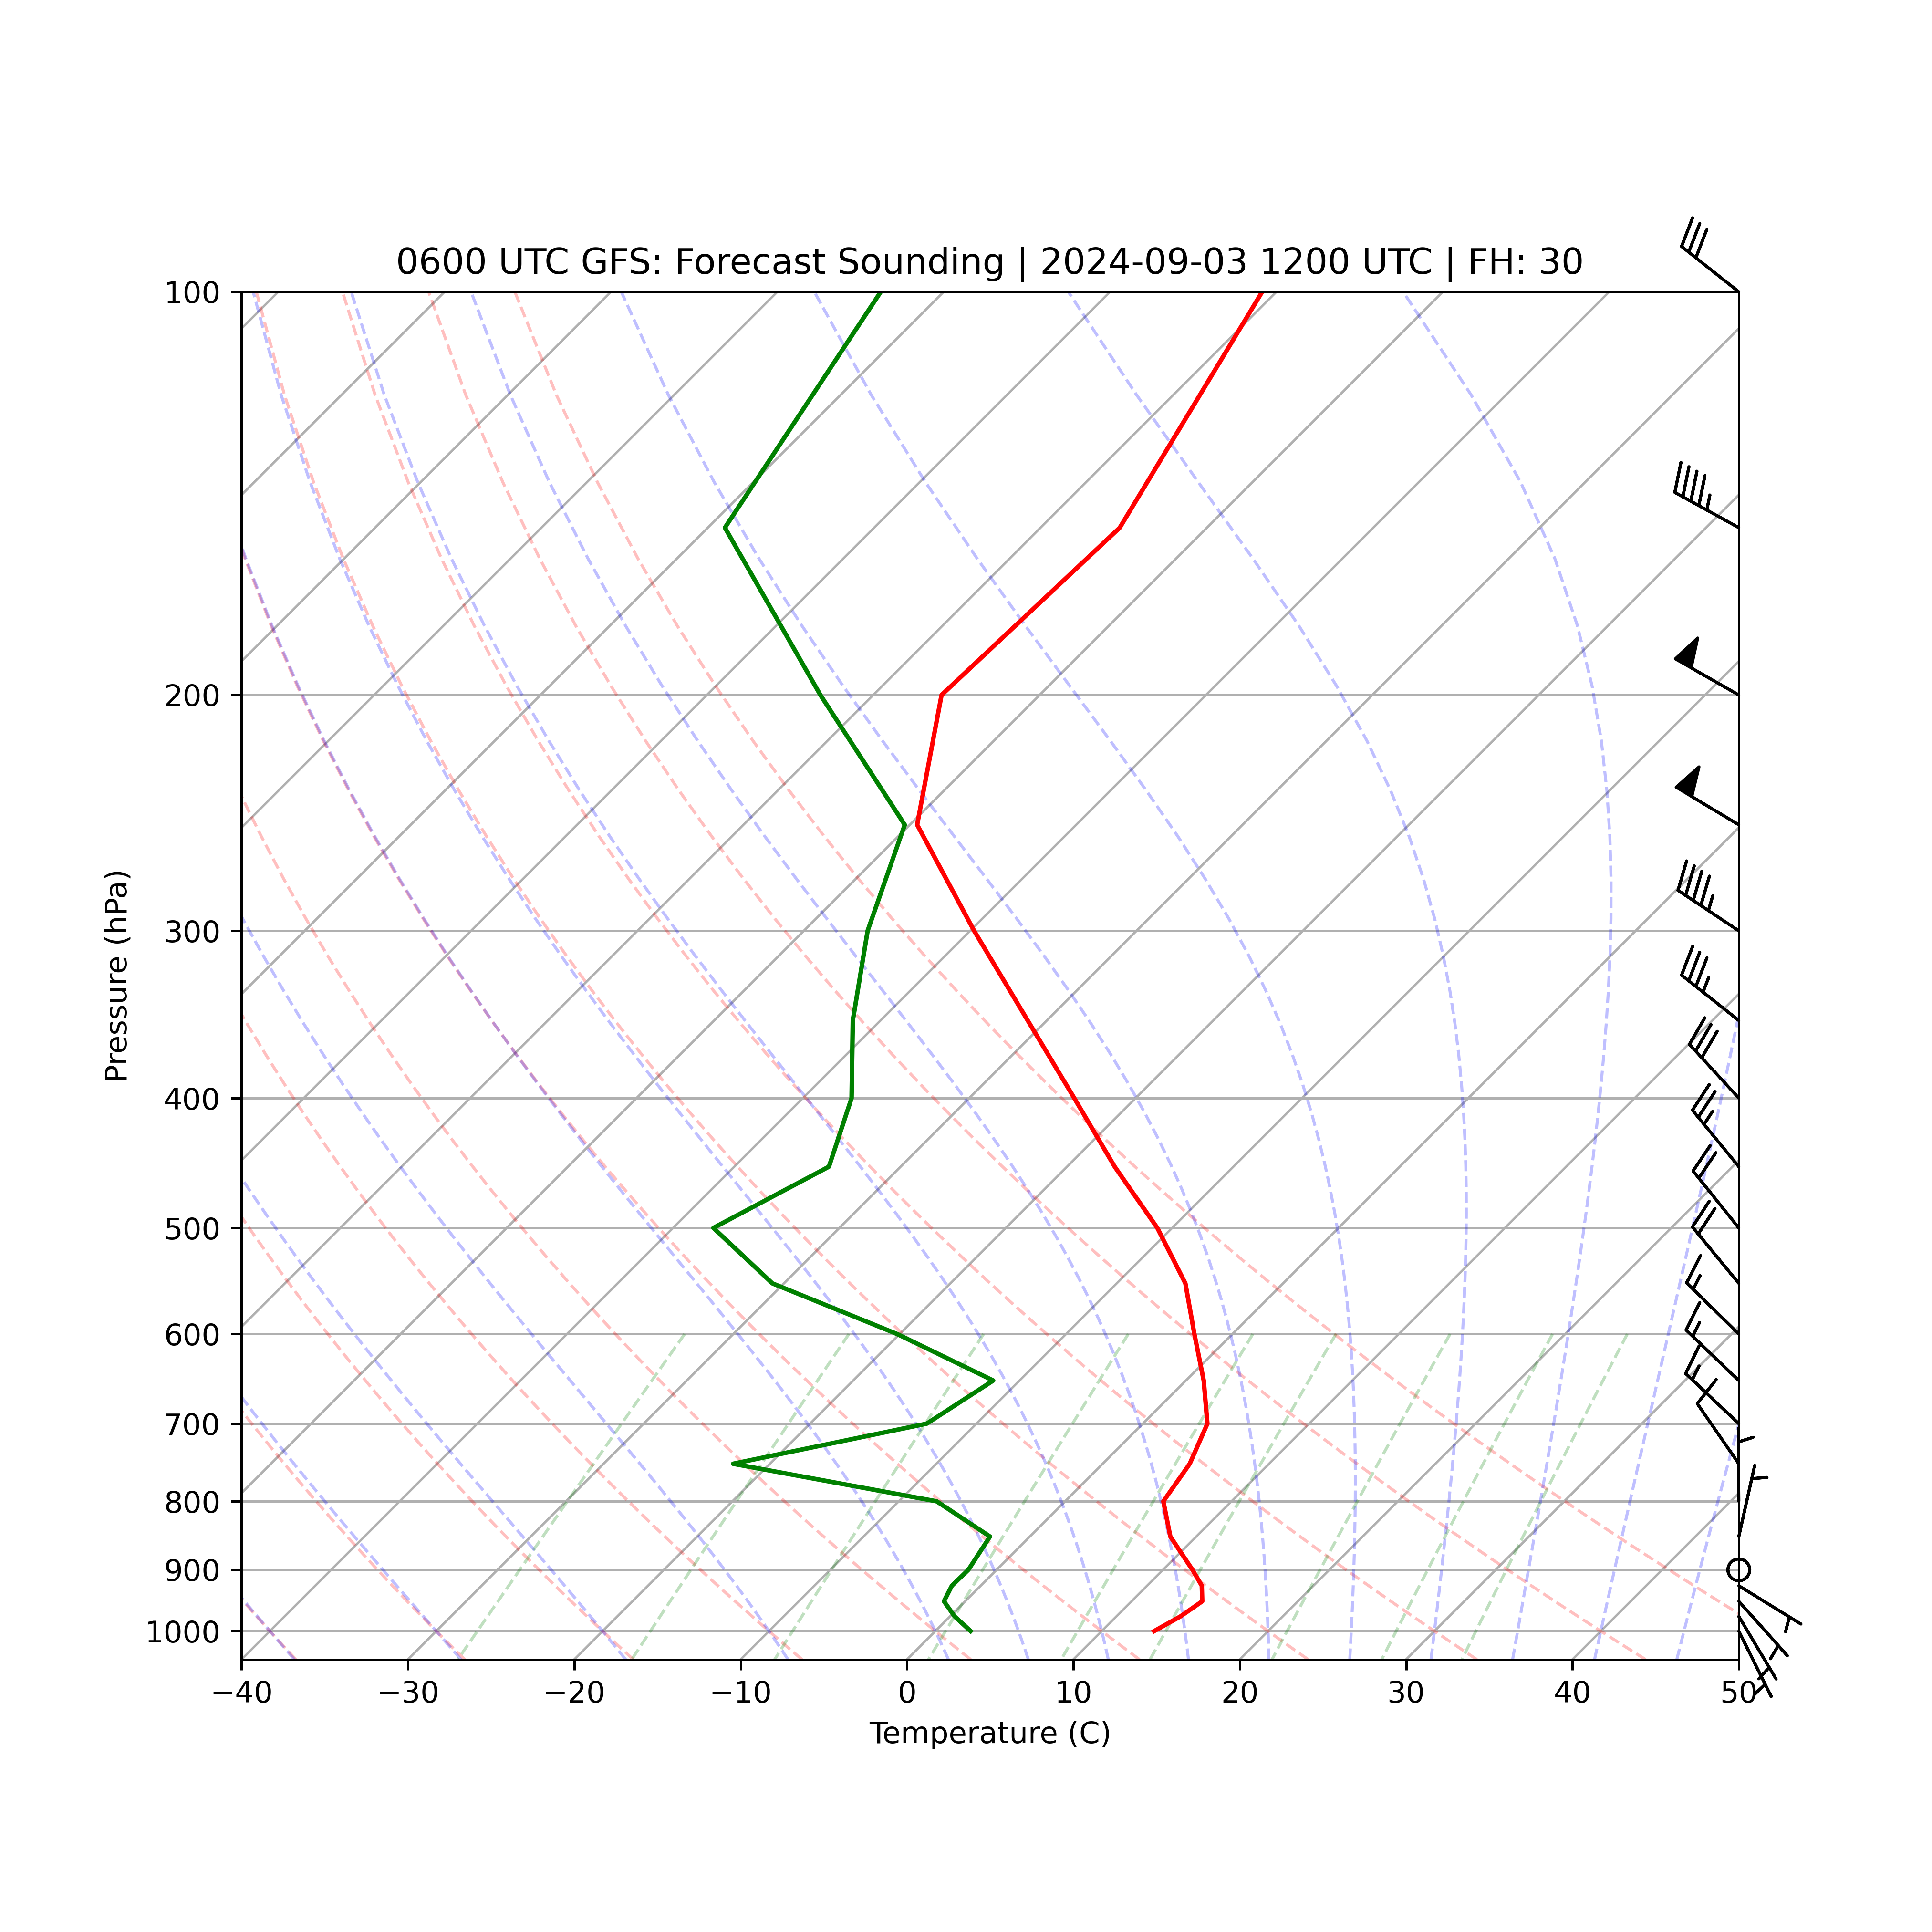 0600 UTC GFS: Forecast Sounding | 2024-09-03 1200 UTC | FH: 30
100
200
300
400
500
600
700
800
900
1000
Pressure (hPa)
−40 −30 −20 −10 0 10 20 30 40 50
Temperature (C)